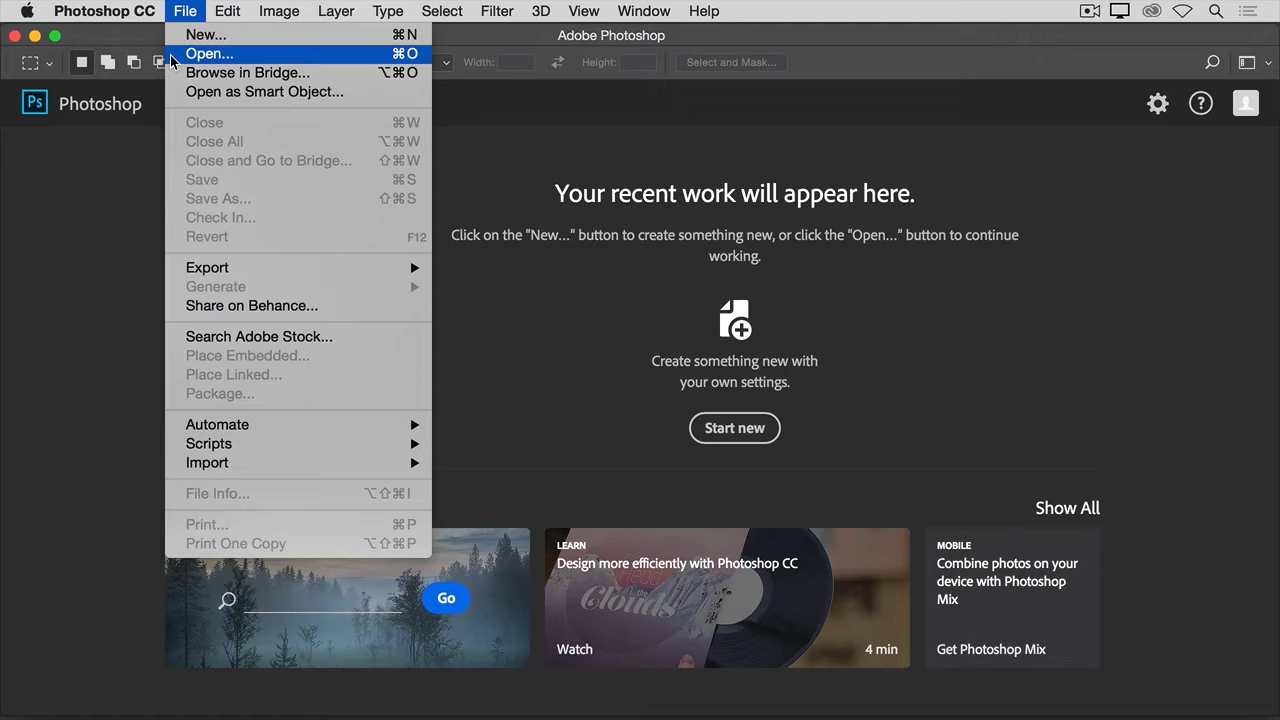 Photoshop CC File Edit Image Layer Type Select Filter 3D View Window Help
Adobe Photoshop
Width: Height: Select and Mask...
Ps Photoshop
New... ⌘N
Open... ⌘O
Browse in Bridge... ⌥⌘O
Open as Smart Object...
Close ⌘W
Close All ⌥⌘W
Close and Go to Bridge... ⇧⌘W
Save ⌘S
Save As... ⇧⌘S
Check In...
Revert F12
Export
Generate
Share on Behance...
Search Adobe Stock...
Place Embedded...
Place Linked...
Package...
Automate
Scripts
Import
File Info... ⌥⇧⌘I
Print... ⌘P
Print One Copy ⌥⇧⌘P
Your recent work will appear here.
Click on the “New...” button to create something new, or click the “Open...” button to continue
working.
Create something new with
your own settings.
Start new
Show All
Go
LEARN
Design more efficiently with Photoshop CC
Clouds
Watch 4 min
MOBILE
Combine photos on your
device with Photoshop
Mix
Get Photoshop Mix